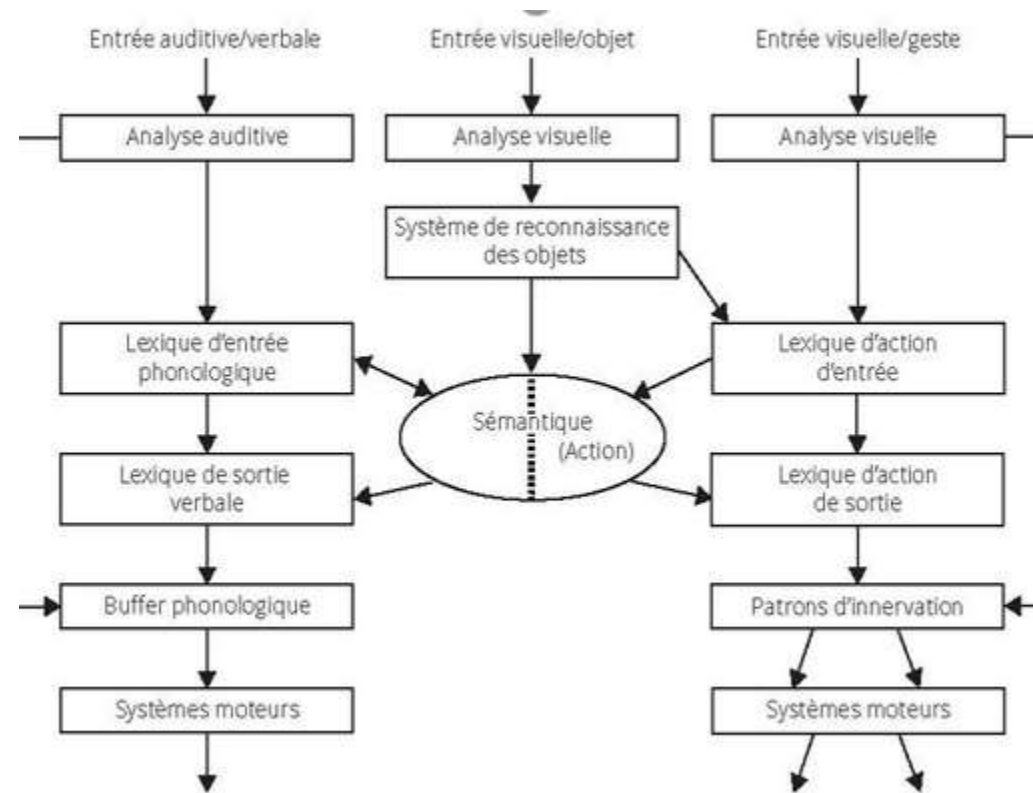 Entrée auditive/verbale
Entrée visuelle/objet
Entrée visuelle/geste
Analyse auditive
Analyse visuelle
Analyse visuelle
Système de reconnaissance
des objets
Lexique d'entrée
phonologique
Lexique d'action
d'entrée
Sémantique
(Action)
Lexique de sortie
verbale
Lexique d'action
de sortie
Buffer phonologique
Patrons d'innervation
Systèmes moteurs
Systèmes moteurs